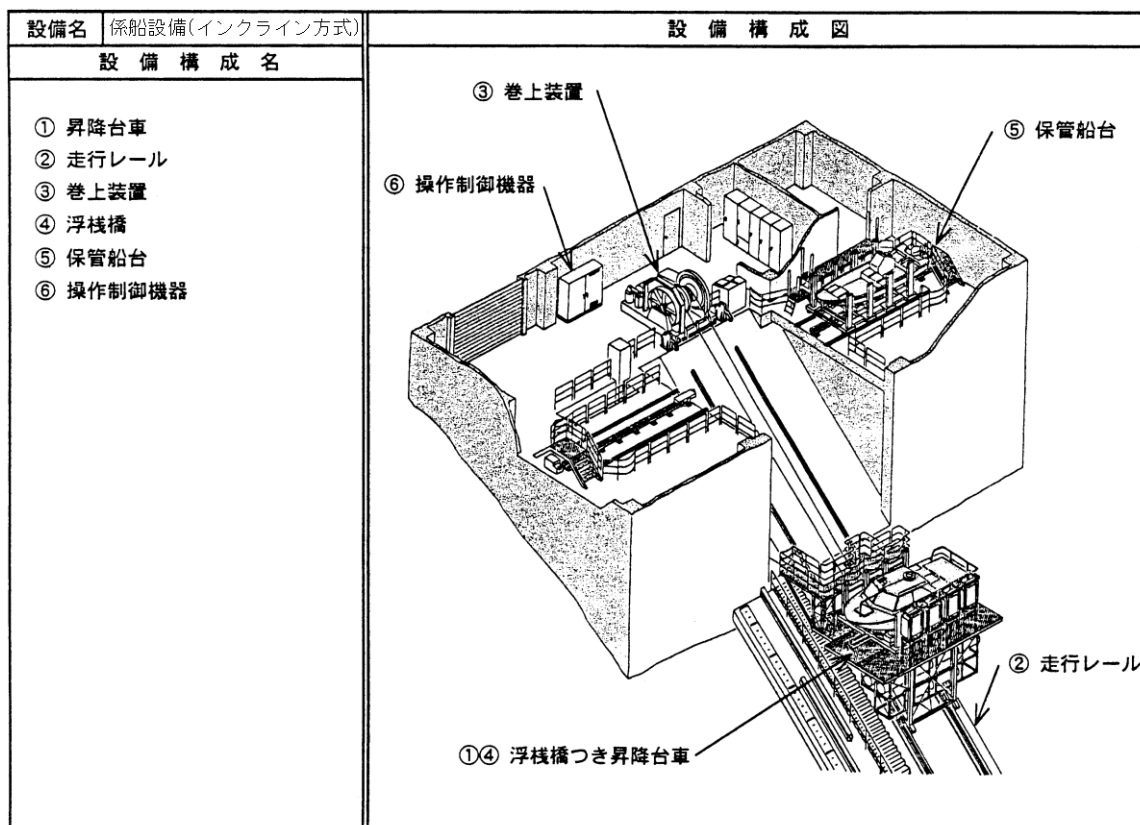 設備名 係船設備(インクライン方式)
設備構成名
① 昇降台車
② 走行レール
③ 巻上装置
④ 浮桟橋
⑤ 保管船台
⑥ 操作制御機器
設備構成図
③ 巻上装置
⑤ 保管船台
⑥ 操作制御機器
② 走行レール
①④ 浮桟橋つき昇降台車